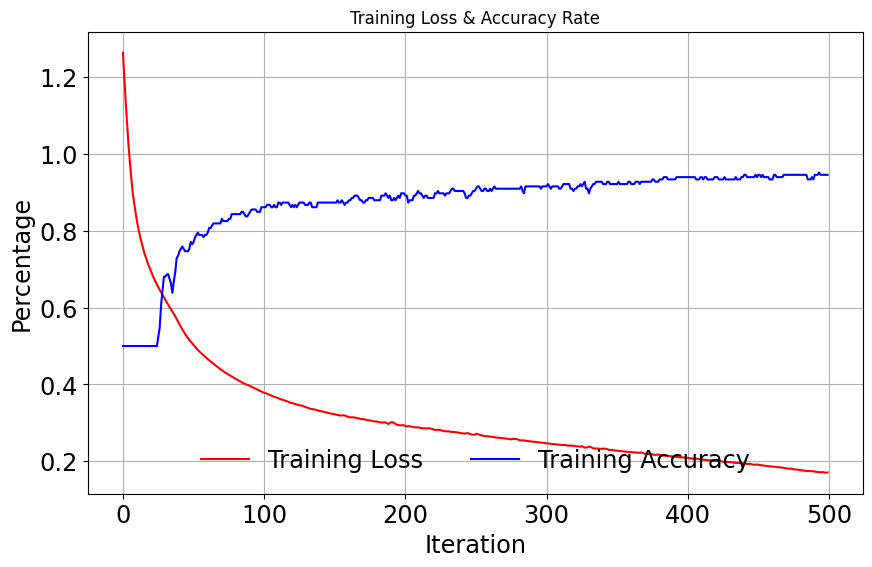 Training Loss & Accuracy Rate
Percentage
1.2
1.0
0.8
0.6
0.4
0.2
Training Loss Training Accuracy
0 100 200 300 400 500
Iteration